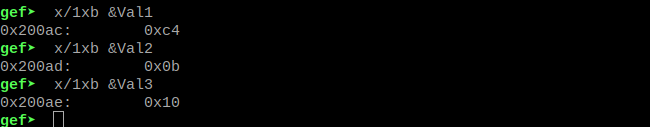 gef➤  x/1xb &Val1
0x200ac:        0xc4
gef➤  x/1xb &Val2
0x200ad:        0x0b
gef➤  x/1xb &Val3
0x200ae:        0x10
gef➤